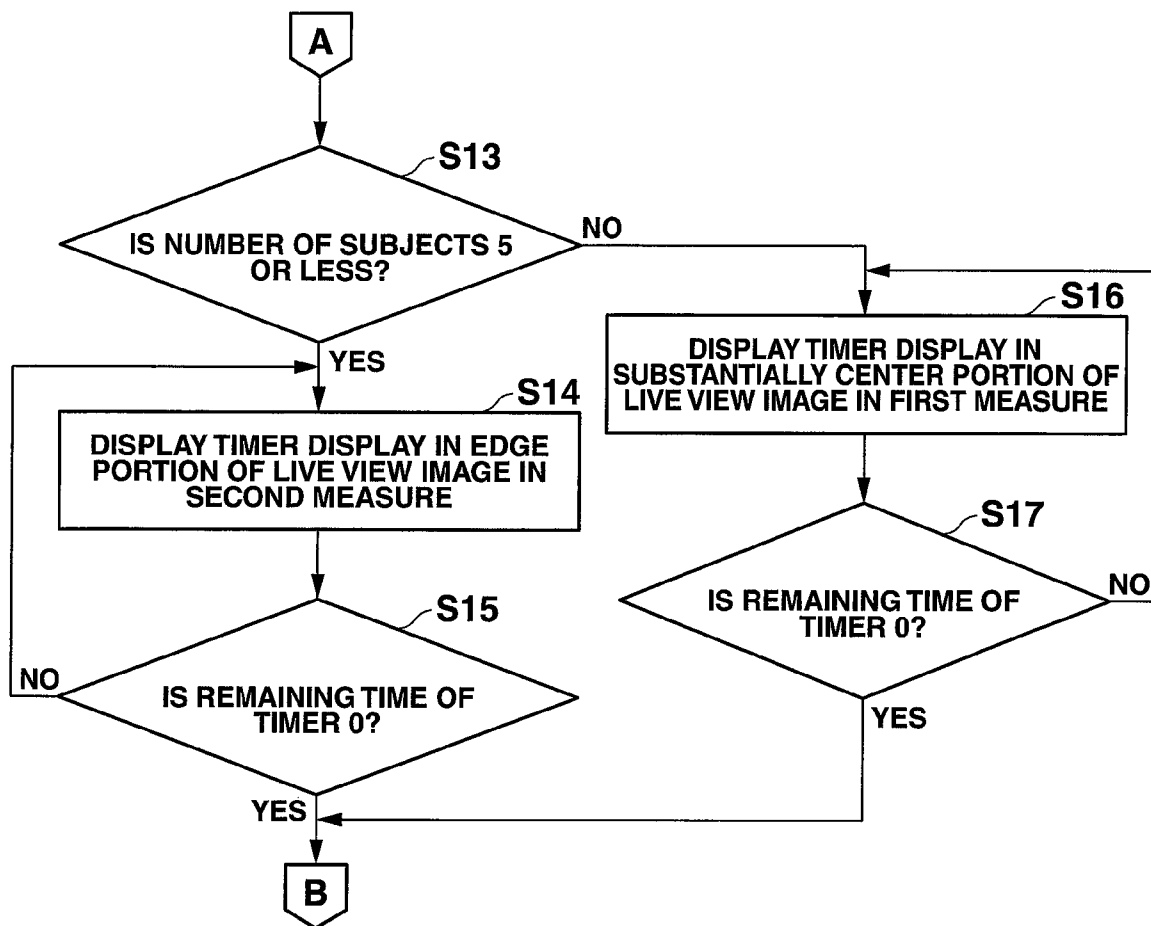 A
S13
IS NUMBER OF SUBJECTS 5
OR LESS?
NO
YES
S14
DISPLAY TIMER DISPLAY IN EDGE
PORTION OF LIVE VIEW IMAGE IN
SECOND MEASURE
S15
NO
IS REMAINING TIME OF
TIMER 0?
YES
S16
DISPLAY TIMER DISPLAY IN
SUBSTANTIALLY CENTER PORTION OF
LIVE VIEW IMAGE IN FIRST MEASURE
S17
NO
IS REMAINING TIME OF
TIMER 0?
YES
B